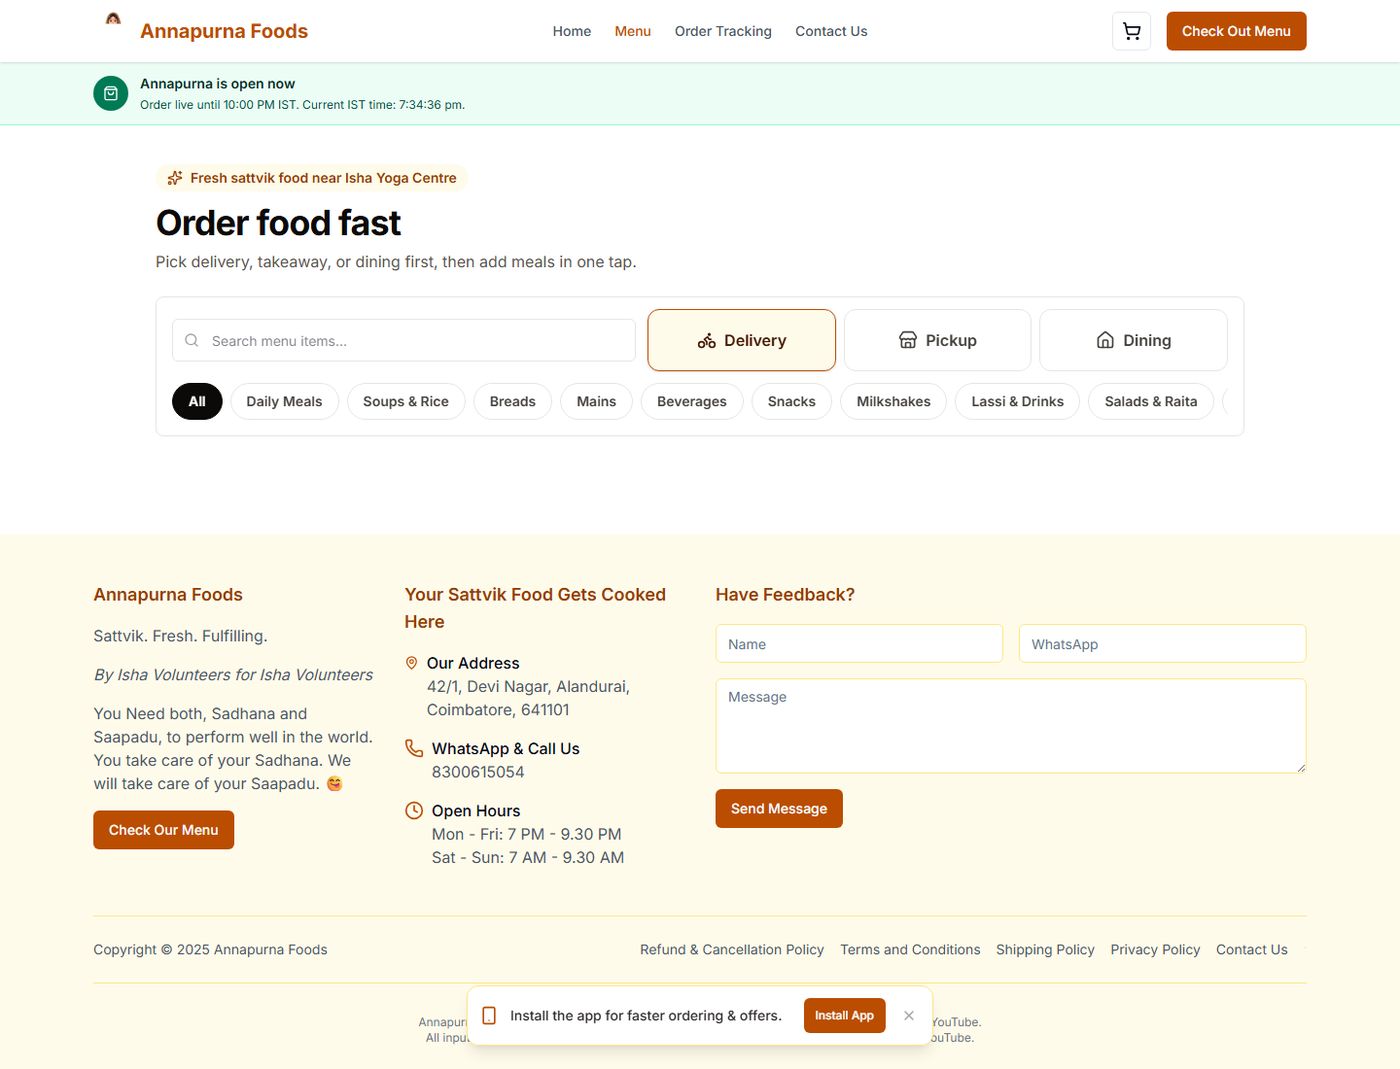 Annapurna Foods
Home
Menu
Order Tracking
Contact Us
Check Out Menu
Annapurna is open now
Order live until 10:00 PM IST. Current IST time: 7:34:36 pm.
Fresh sattvik food near Isha Yoga Centre
Order food fast
Pick delivery, takeaway, or dining first, then add meals in one tap.
Search menu items...
Delivery
Pickup
Dining
All
Daily Meals
Soups & Rice
Breads
Mains
Beverages
Snacks
Milkshakes
Lassi & Drinks
Salads & Raita
Annapurna Foods
Sattvik. Fresh. Fulfilling.
By Isha Volunteers for Isha Volunteers
You Need both, Sadhana and
Saapadu, to perform well in the world.
You take care of your Sadhana. We
will take care of your Saapadu. 😋
Check Our Menu
Your Sattvik Food Gets Cooked
Here
Our Address
42/1, Devi Nagar, Alandurai,
Coimbatore, 641101
WhatsApp & Call Us
8300615054
Open Hours
Mon - Fri: 7 PM - 9.30 PM
Sat - Sun: 7 AM - 9.30 AM
Have Feedback?
Name
WhatsApp
Message
Send Message
Copyright © 2025 Annapurna Foods
Refund & Cancellation Policy
Terms and Conditions
Shipping Policy
Privacy Policy
Contact Us
Install the app for faster ordering & offers.
Install App
YouTube.
All